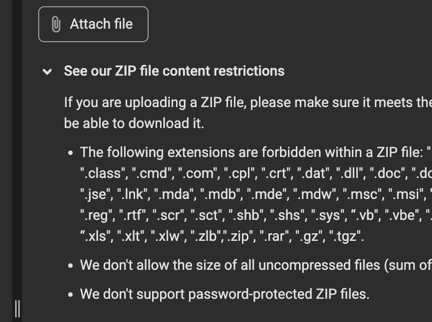 Attach file
See our ZIP file content restrictions
If you are uploading a ZIP file, please make sure it meets the
be able to download it.
• The following extensions are forbidden within a ZIP file: "
".class", ".cmd", ".com", ".cpl", ".crt", ".dat", ".dll", ".doc", ".do
".jse", ".lnk", ".mda", ".mdb", ".mde", ".mdw", ".msc", ".msi", "
".reg", ".rtf", ".scr", ".sct", ".shb", ".shs", ".sys", “.vb", ".vbe", ".
“.xls", ".xlt", ".xlw", ".zlb",".zip", ".rar", ".gz", ".tgz".
• We don't allow the size of all uncompressed files (sum of
• We don't support password-protected ZIP files.